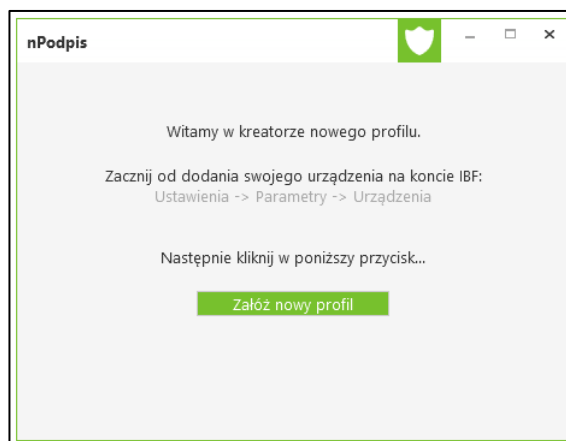 nPodpis
Witamy w kreatorze nowego profilu.
Zacznij od dodania swojego urządzenia na koncie IBF:
Ustawienia -> Parametry -> Urządzenia
Następnie kliknij w poniższy przycisk...
Załóż nowy profil